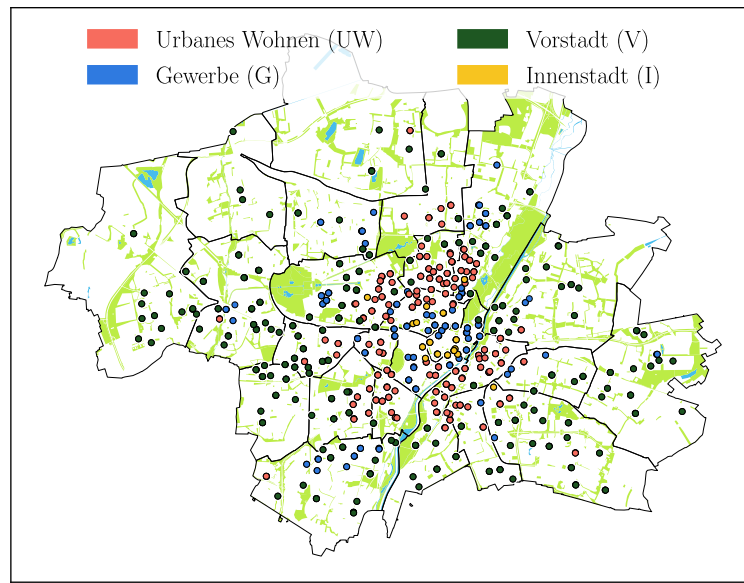 Urbanes Wohnen (UW)
Vorstadt (V)
Gewerbe (G)
Innenstadt (I)